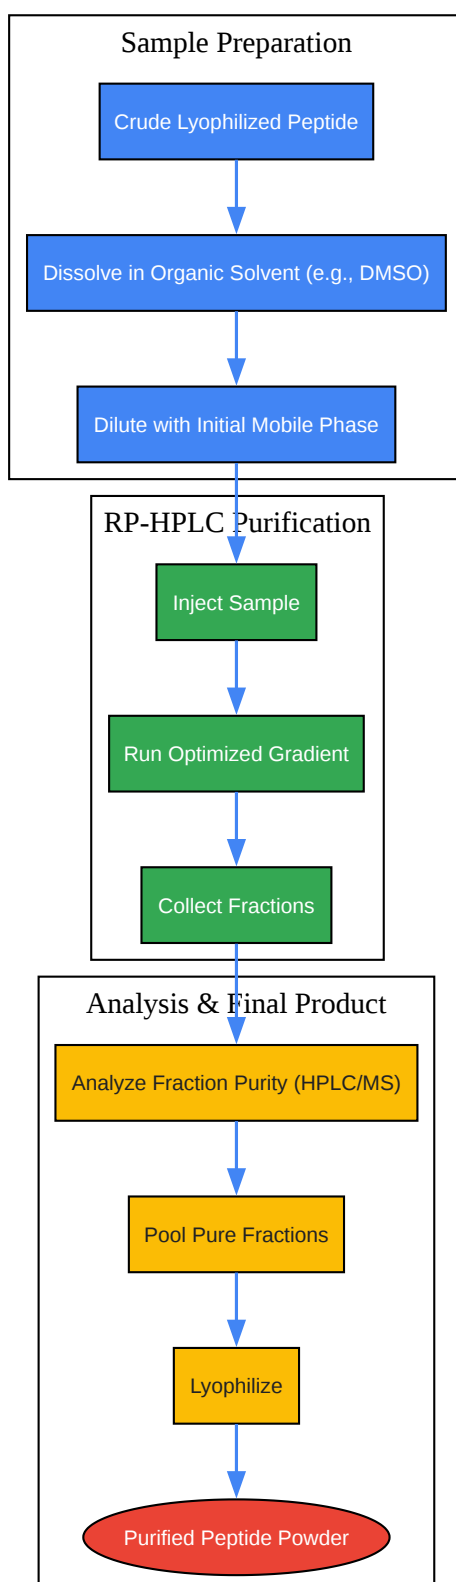 Sample Preparation
Crude Lyophilized Peptide
Dissolve in Organic Solvent (e.g., DMSO)
Dilute with Initial Mobile Phase
RP-HPLC Purification
Inject Sample
Run Optimized Gradient
Collect Fractions
Analysis & Final Product
Analyze Fraction Purity (HPLC/MS)
Pool Pure Fractions
Lyophilize
Purified Peptide Powder